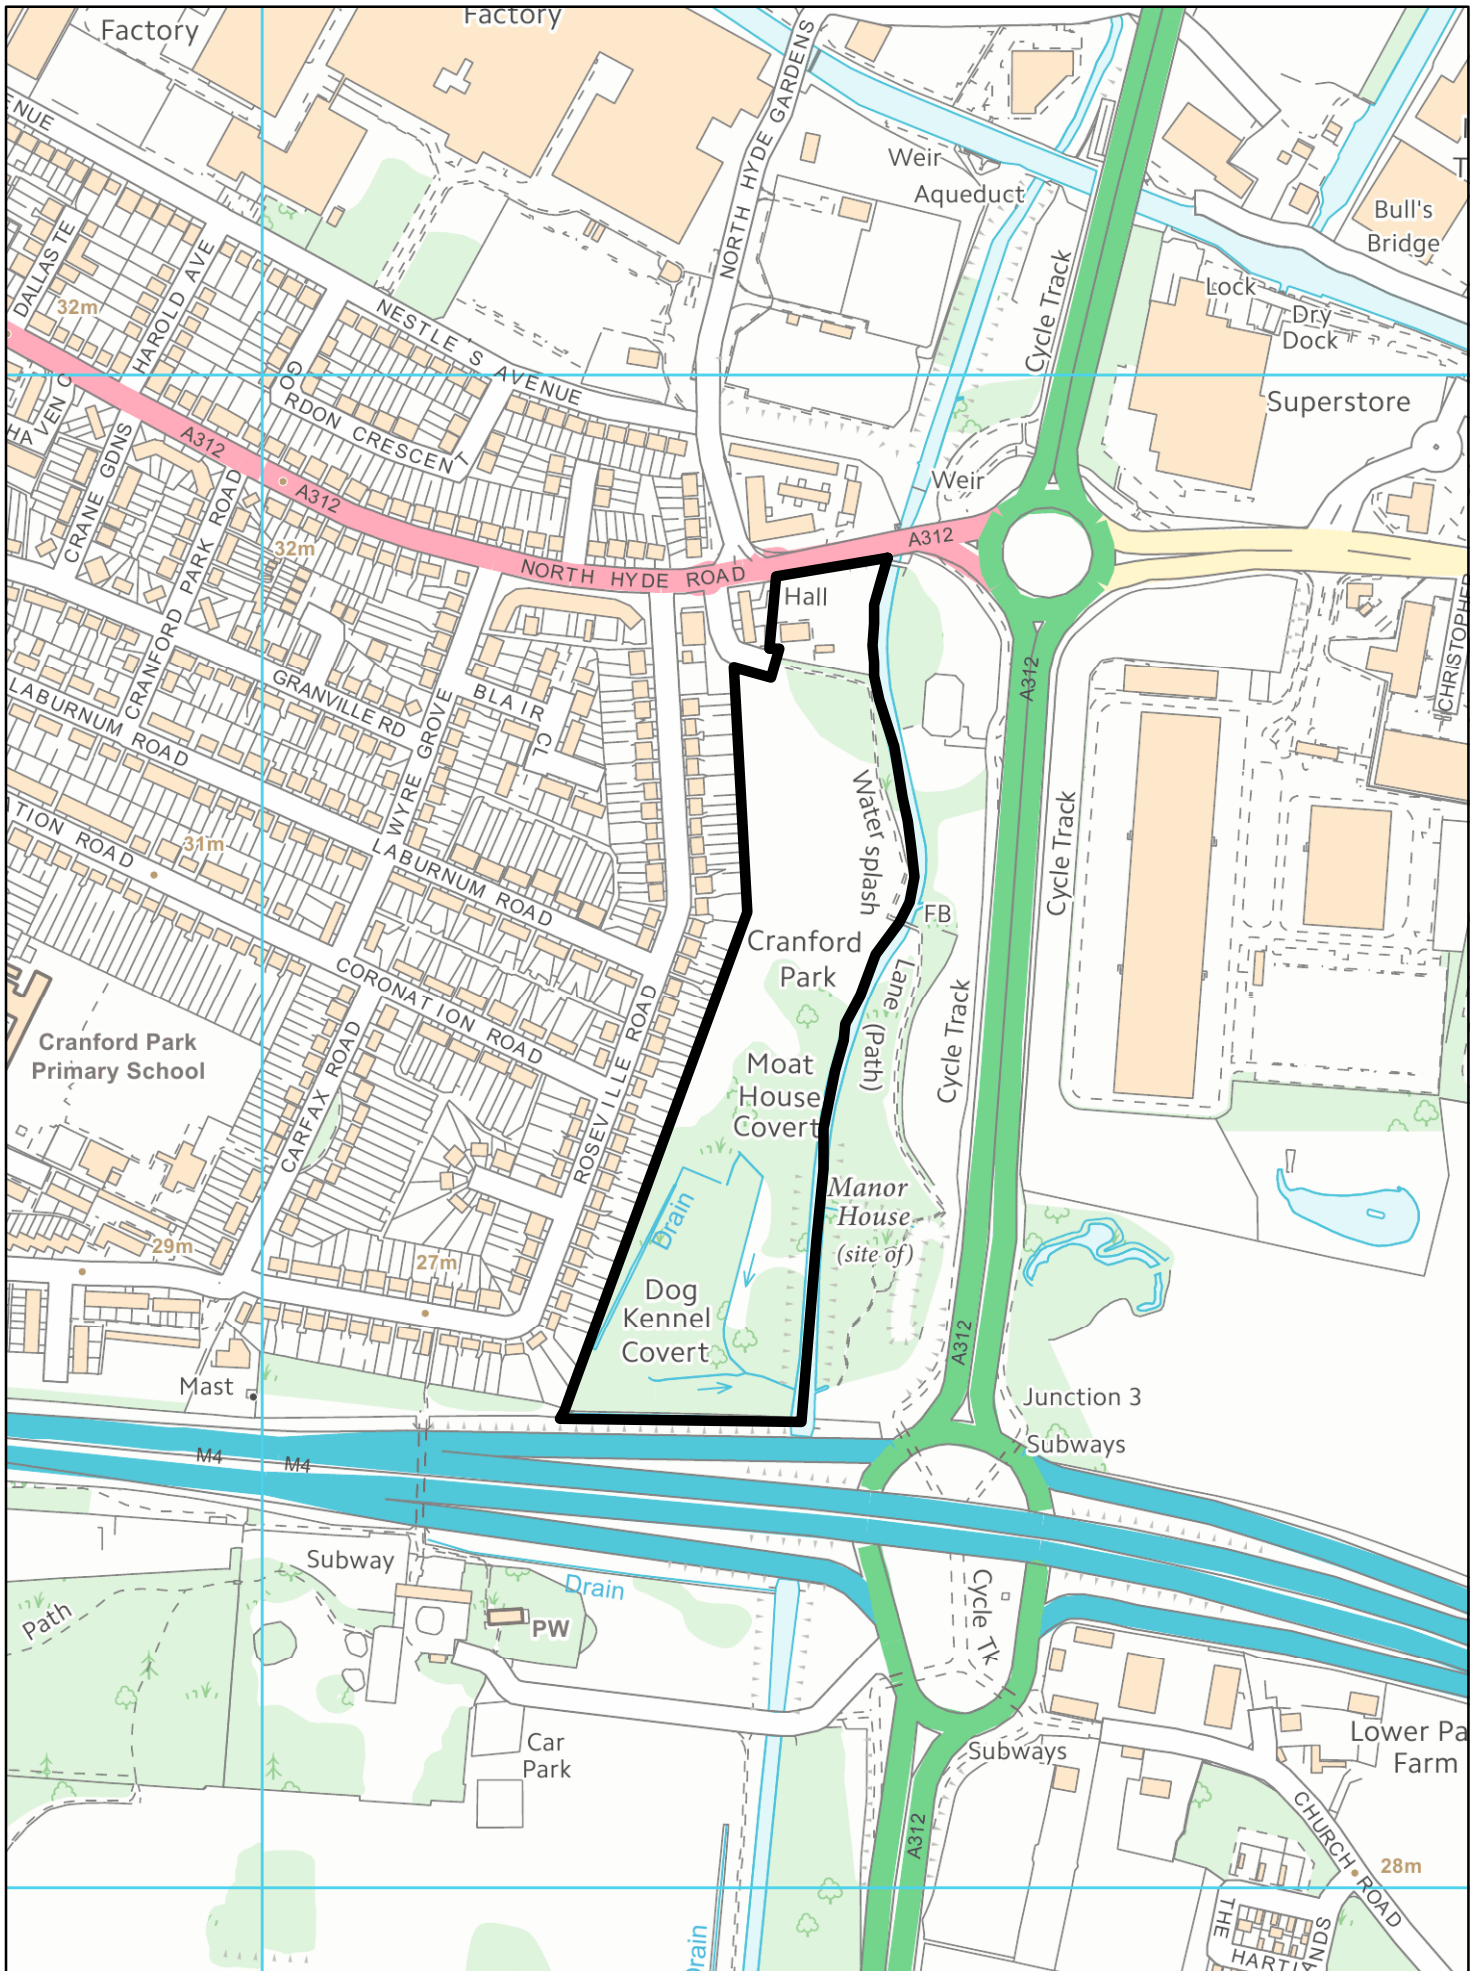 Factory
Factory
NORTH HYDE GARDENS
ENUE
Weir
Aqueduct
Bull's
Bridge
Cycle Track
Lock
Dry
Dock
DALLAS TE
HAROLD AVE
32m
NESTLE'S AVENUE
GORDON CRESCENT
Superstore
HAVEN C
A312
CRANE GDNS
CRANFORD PARK ROAD
A312
Weir
A312
32m
NORTH HYDE ROAD
Hall
CHRISTOPHER
GRANVILLE RD
BLAIR CL
A312
LABURNUM ROAD
WYRE GROVE
Water splash
Cycle Track
ATION ROAD
31m
LABURNUM ROAD
FB
Cranford
Park
CORONATION ROAD
Lane (Path)
Cycle Track
Cranford Park
Primary School
CARFAX ROAD
ROSEVILLE ROAD
Moat
House
Covert
Drain
Manor
House
(site of)
29m
27m
Dog
Kennel
Covert
A312
Mast
Junction 3
Subways
M4
M4
Subway
Drain
Path
PW
Cycle Tk
Car
Park
Subways
Lower Pa
Farm
A312
CHURCH ROAD
28m
Drain
THE
HARTLANDS